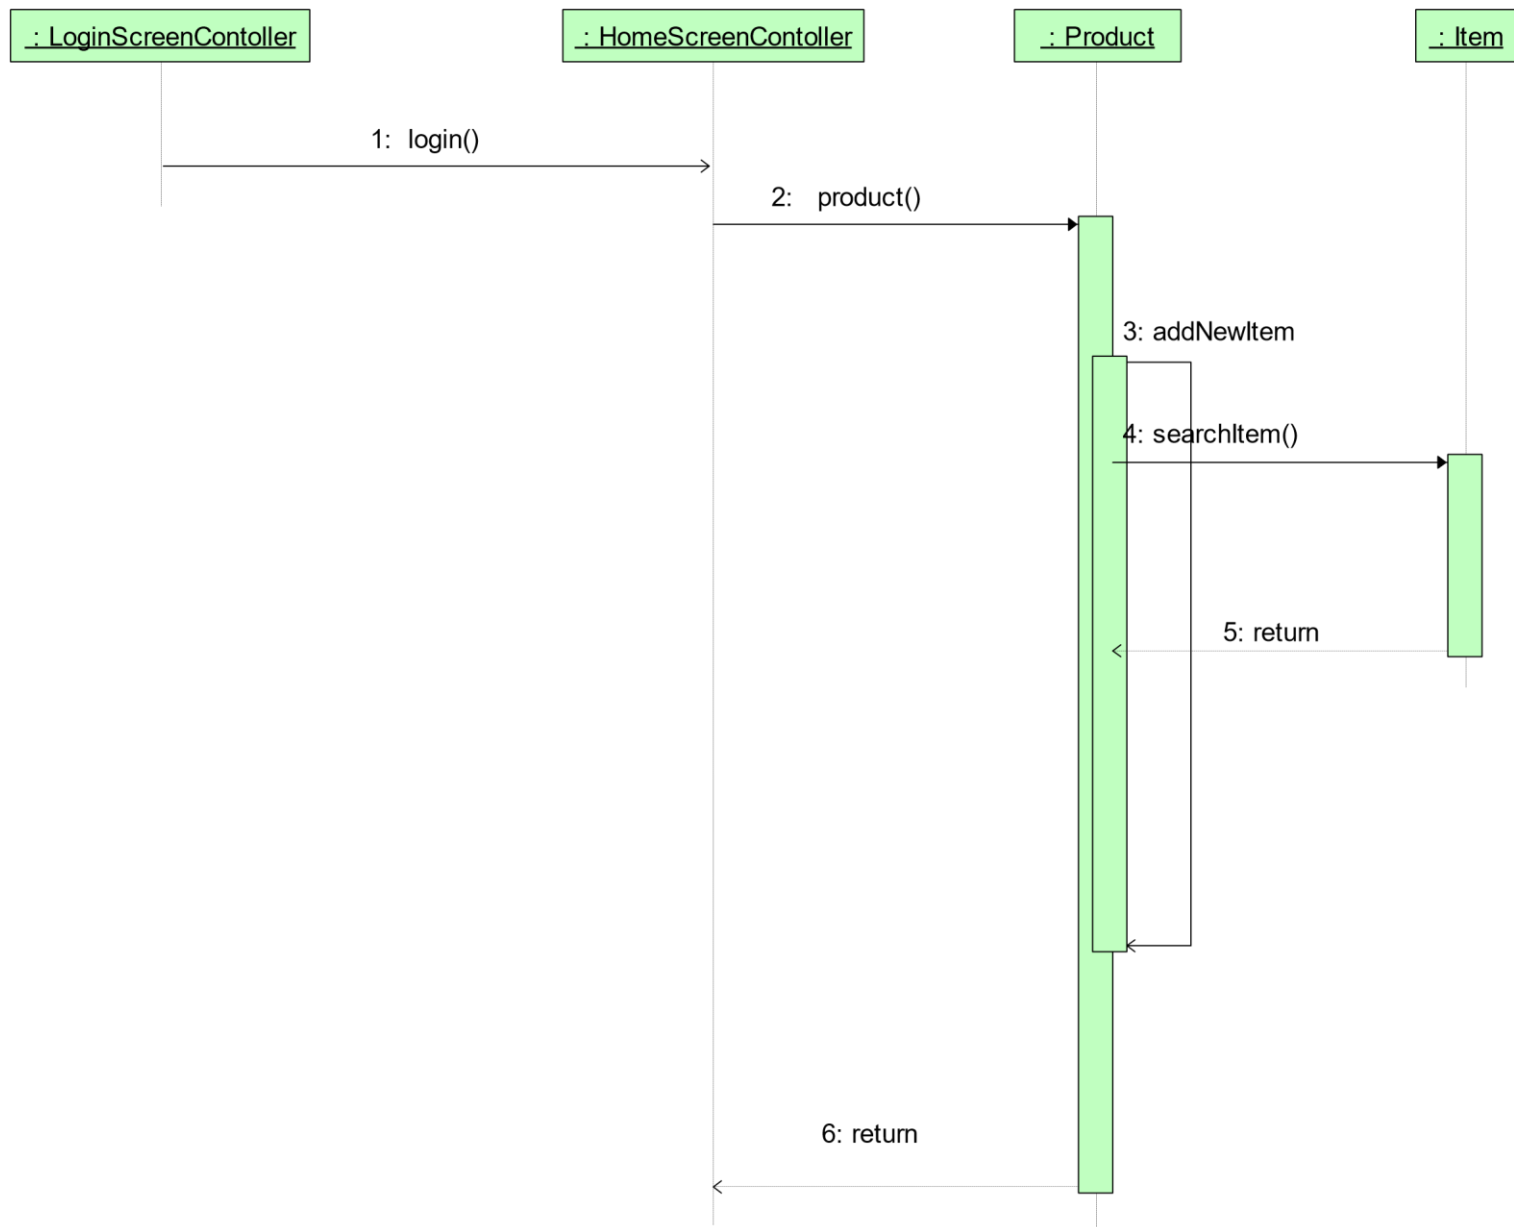 : LoginScreenContoller
: HomeScreenContoller
: Product
: Item
1: login()
2: product()
3: addNewItem
4: searchItem()
5: return
6: return